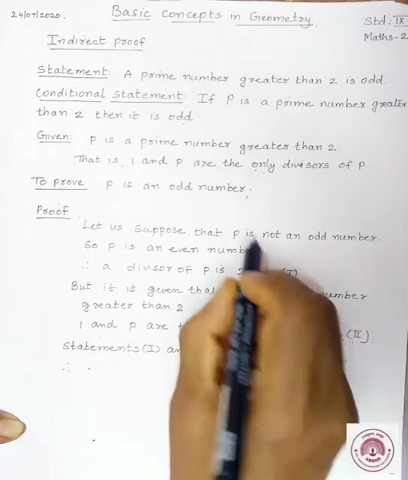 24/07/2020.
Basic Concepts in Geometry.
Std: IX
Maths-2
Indirect proof
Statement: A prime number greater than 2 is odd.
Conditional statement: If P is a prime number greater
than 2 then it is odd
Given: P is a prime number greater than 2.
That is, 1 and P are the only divisors of P
To prove P is an odd number.
Proof
Let us suppose that P is not an odd number.
So P is an even
∴ a divisor of P is 2
But it is given number
greater than 2
1 and P are (II)
Statements (I)
∴